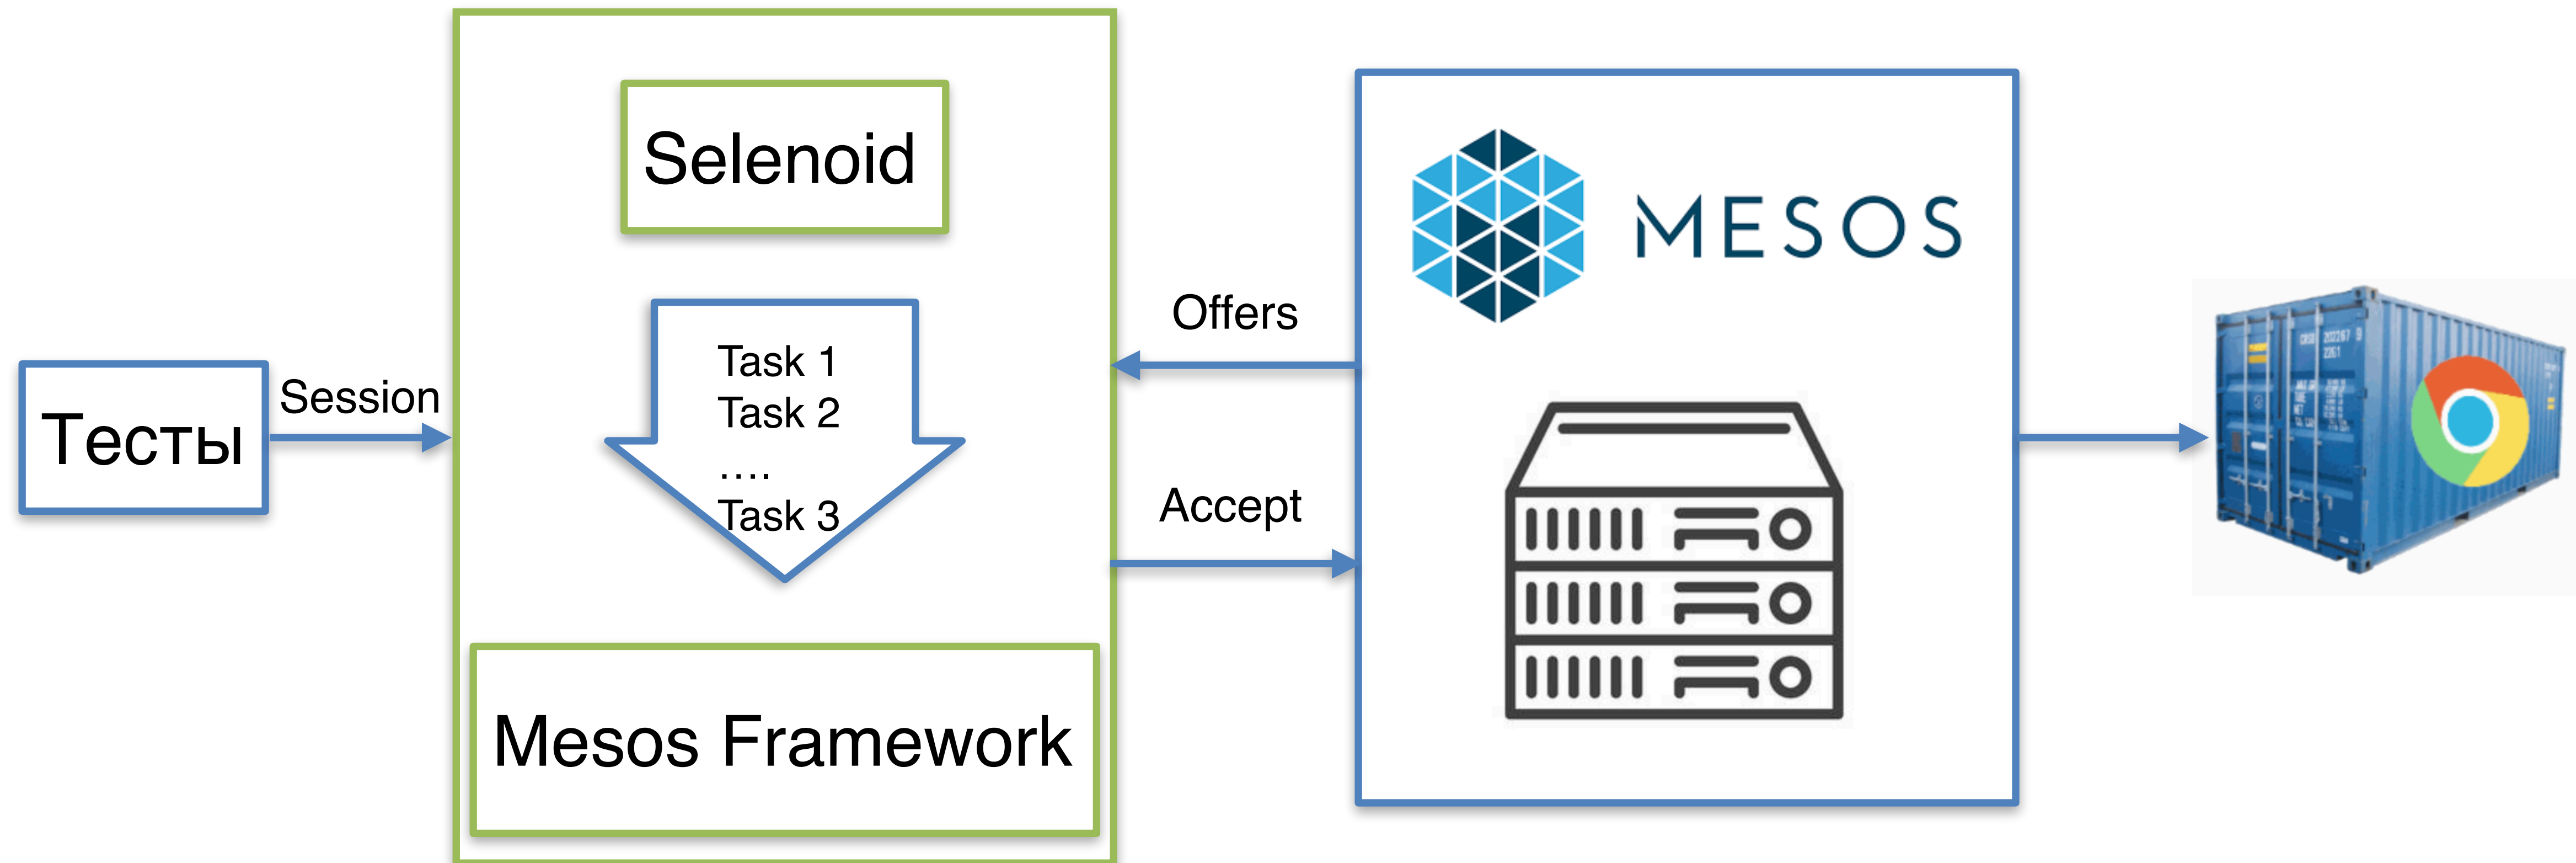 Тесты
Session
Selenoid
Task 1
Task 2
....
Task 3
Mesos Framework
Offers
Accept
MESOS